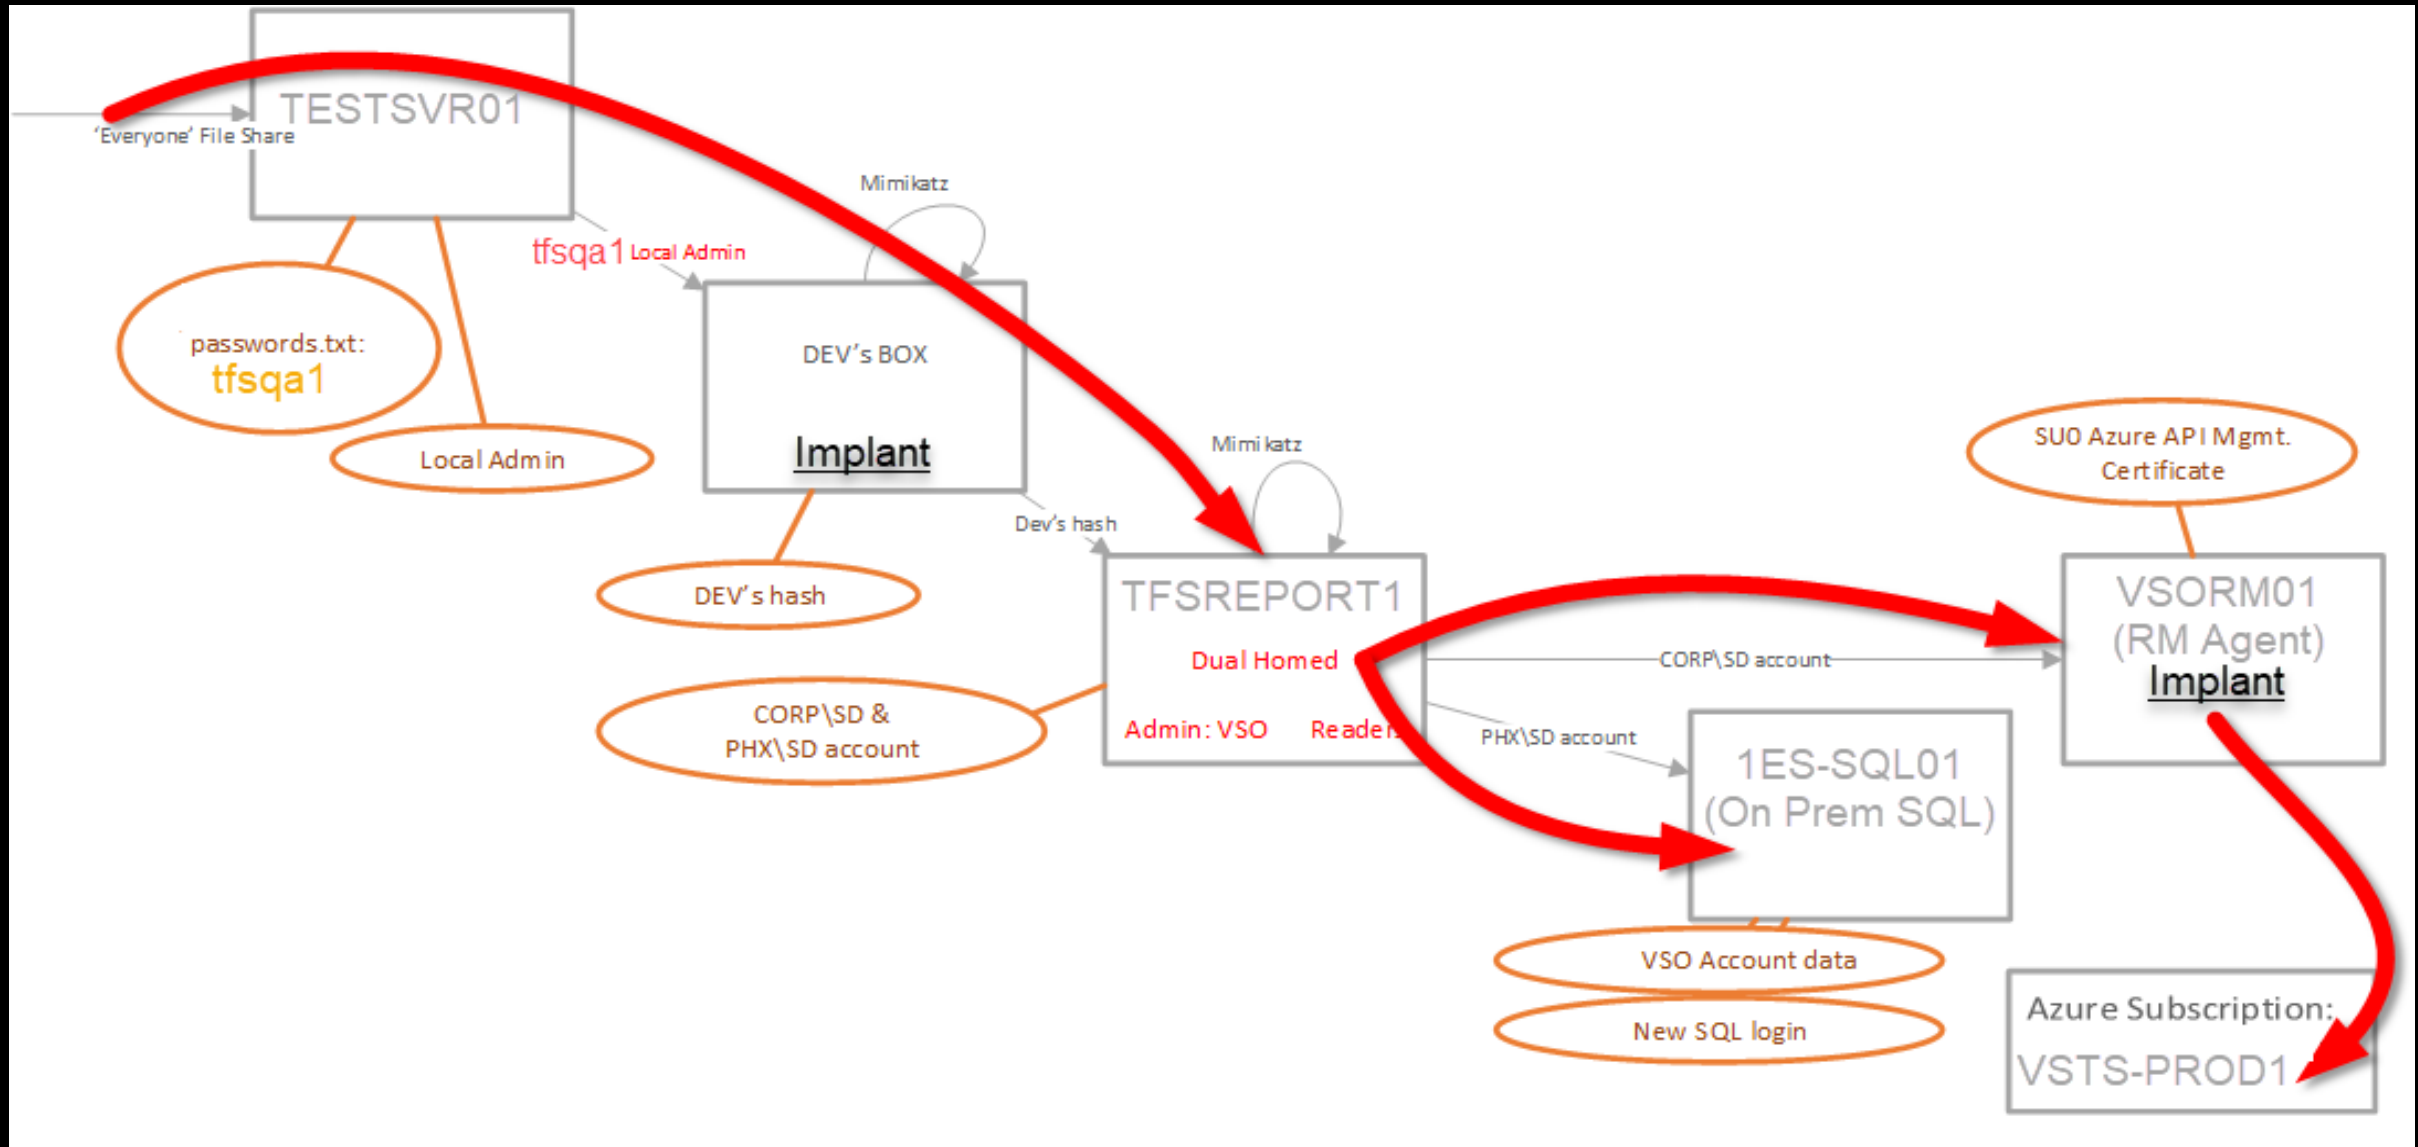 TESTSVR01
'Everyone' File Share
Mimikatz
tfsqa1 Local Admin
passwords.txt:
tfsqa1
DEV's BOX
Local Admin
Implant
Mimikatz
SU0 Azure API Mgmt.
Certificate
Dev's hash
DEV's hash
TFSREPORT1
Dual Homed
Admin: VSO Readers
CORP\SD &
PHX\SD account
CORP\SD account
PHX\SD account
VSORM01
(RM Agent)
Implant
1ES-SQL01
(On Prem SQL)
VSO Account data
New SQL login
Azure Subscription:
VSTS-PROD1